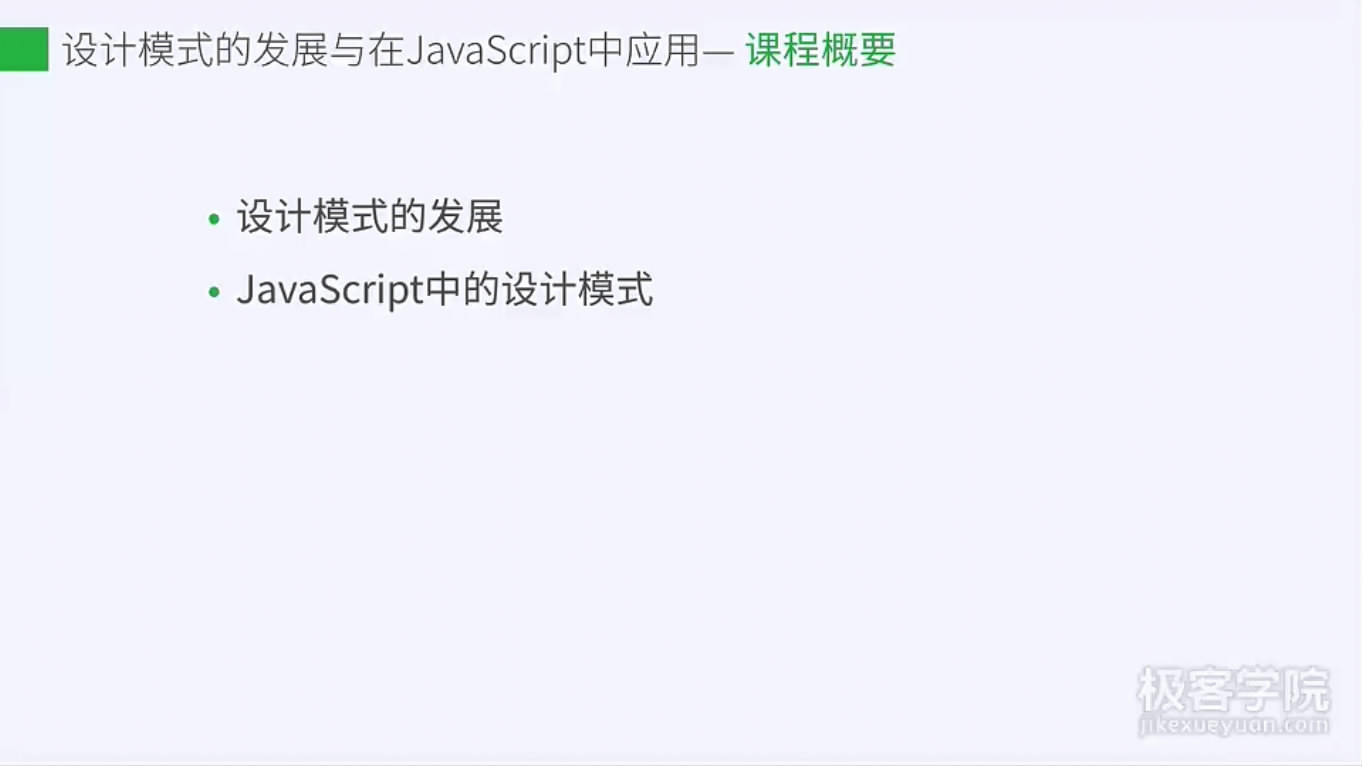 设计模式的发展与在JavaScript中应用— 课程概要
• 设计模式的发展
• JavaScript中的设计模式
极客学院
jikexueyuan.com